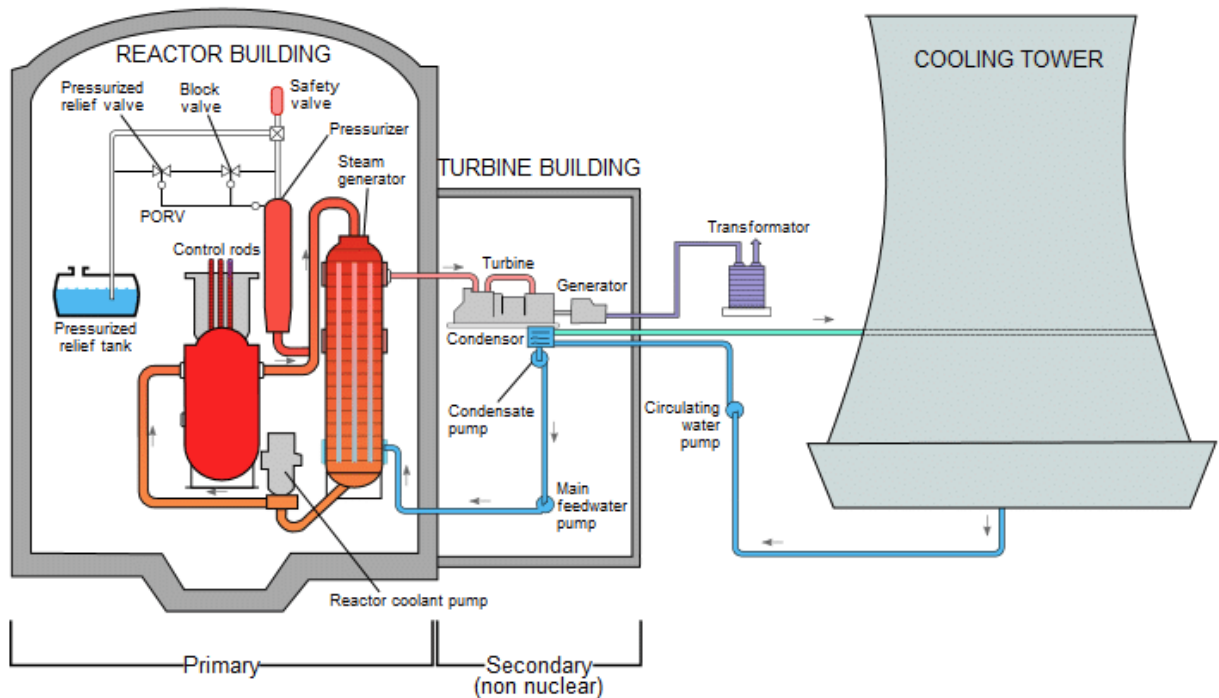 REACTOR BUILDING
Pressurized
relief valve
Block
valve
Safety
valve
Pressurizer
Steam
generator
PORV
Control rods
Pressurized
relief tank
Reactor coolant pump
TURBINE BUILDING
Turbine
Generator
Condensor
Condensate
pump
Main
feedwater
pump
Transformator
Circulating
water
pump
COOLING TOWER
Primary
Secondary
(non nuclear)